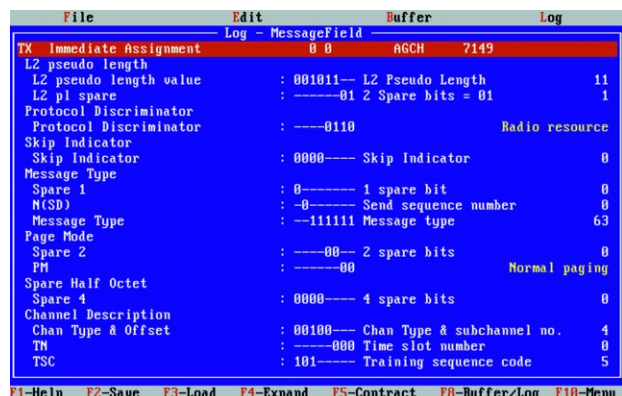 File Edit Buffer Log
Log - MessageField
TX Immediate Assignment 0 0 AGCH 7149
L2 pseudo length
L2 pseudo length value : 001011-- L2 Pseudo Length 11
L2 pl spare : ------01 2 Spare bits = 01 1
Protocol Discriminator
Protocol Discriminator : ----0110 Radio resource
Skip Indicator
Skip Indicator : 0000---- Skip Indicator 0
Message Type
Spare 1 : 0------- 1 spare bit 0
N(SD) : -0------ Send sequence number 0
Message Type : --111111 Message type 63
Page Mode
Spare 2 : ----00-- 2 spare bits 0
PM : ------00 Normal paging
Spare Half Octet
Spare 4 : 0000---- 4 spare bits 0
Channel Description
Chan Type & Offset : 00100--- Chan Type & subchannel no. 4
TN : -----000 Time slot number 0
TSC : 101----- Training sequence code 5
F1-Help F2-Save F3-Load F4-Expand F5-Contract F8-Buffer/Log F10-Menu